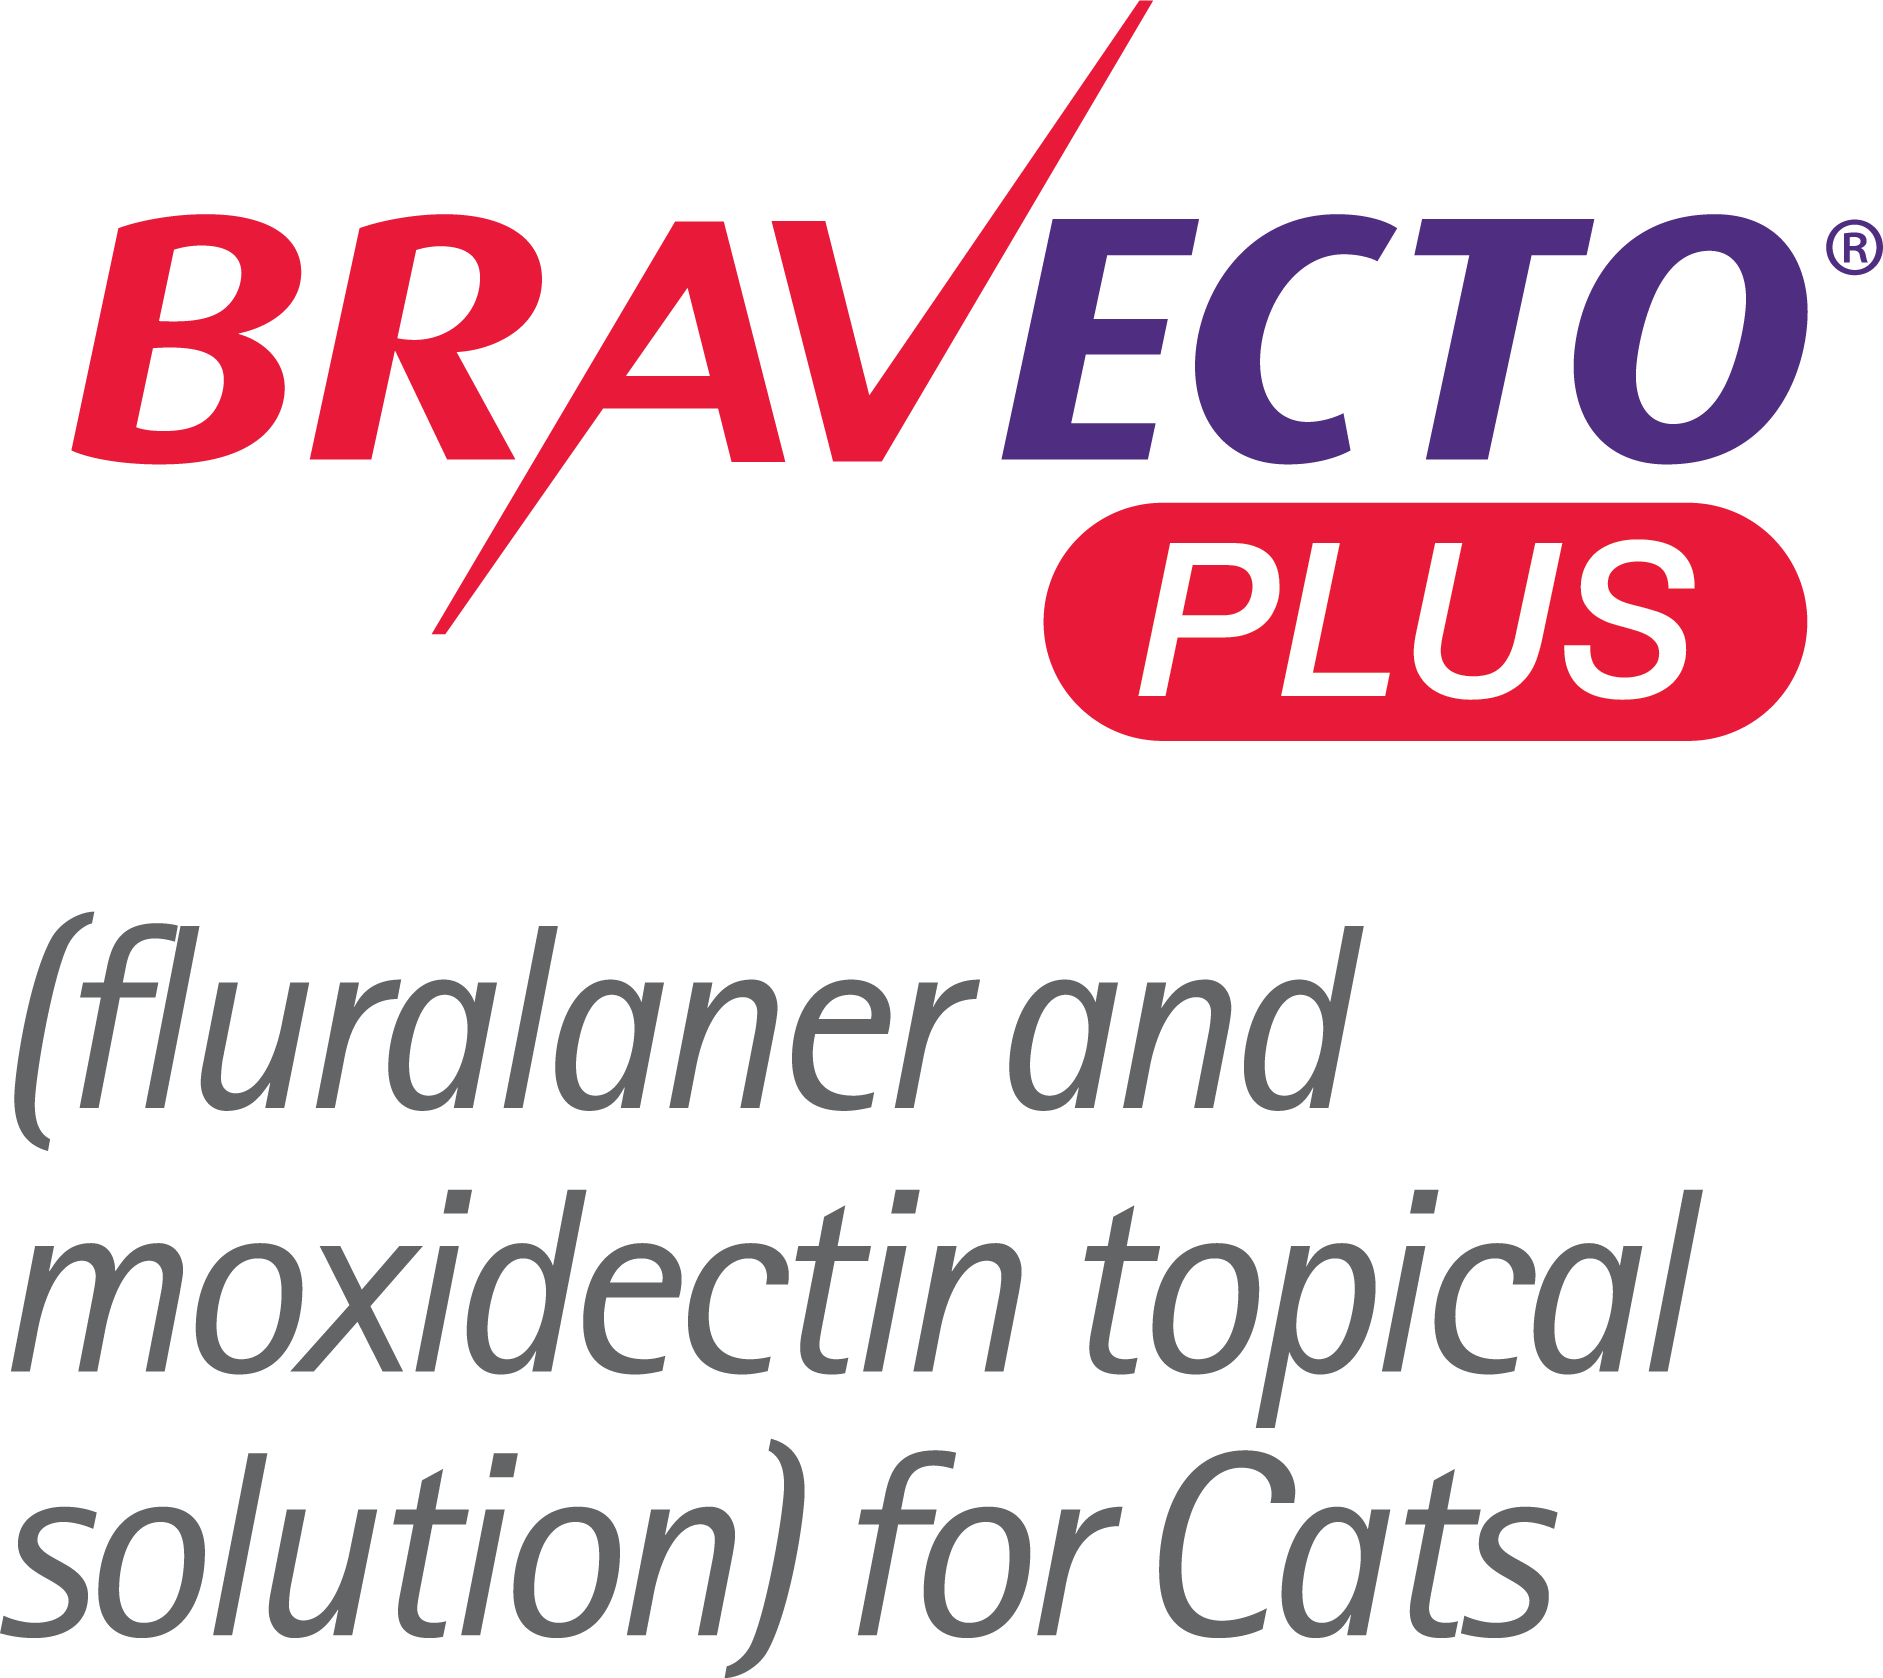 BRAVECTO®
PLUS
(fluralaner and
moxidectin topical
solution) for Cats